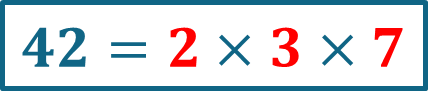 42 = 2 × 3 × 7